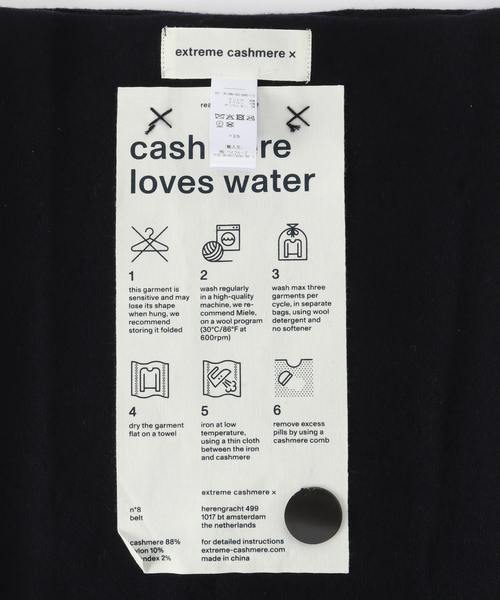 extreme cashmere x
cash re
loves water
1
this garment is
sensitive and may
lose its shape
when hung, we
recommend
storing it folded
2
wash regularly
in a high-quality
machine, we re-
commend Miele,
on a wool program
(30°C/86°F at
600rpm)
3
wash max three
garments per
cycle, in separate
bags, using wool
detergent and
no softener
4
dry the garment
flat on a towel
5
iron at low
temperature,
using a thin cloth
between the iron
and cashmere
6
remove excess
pills by using a
cashmere comb
n°8
belt
cashmere 88%
10%
2%
extreme cashmere x
herengracht 499
1017 bt amsterdam
the netherlands
for detailed instructions
extreme-cashmere.com
made in china